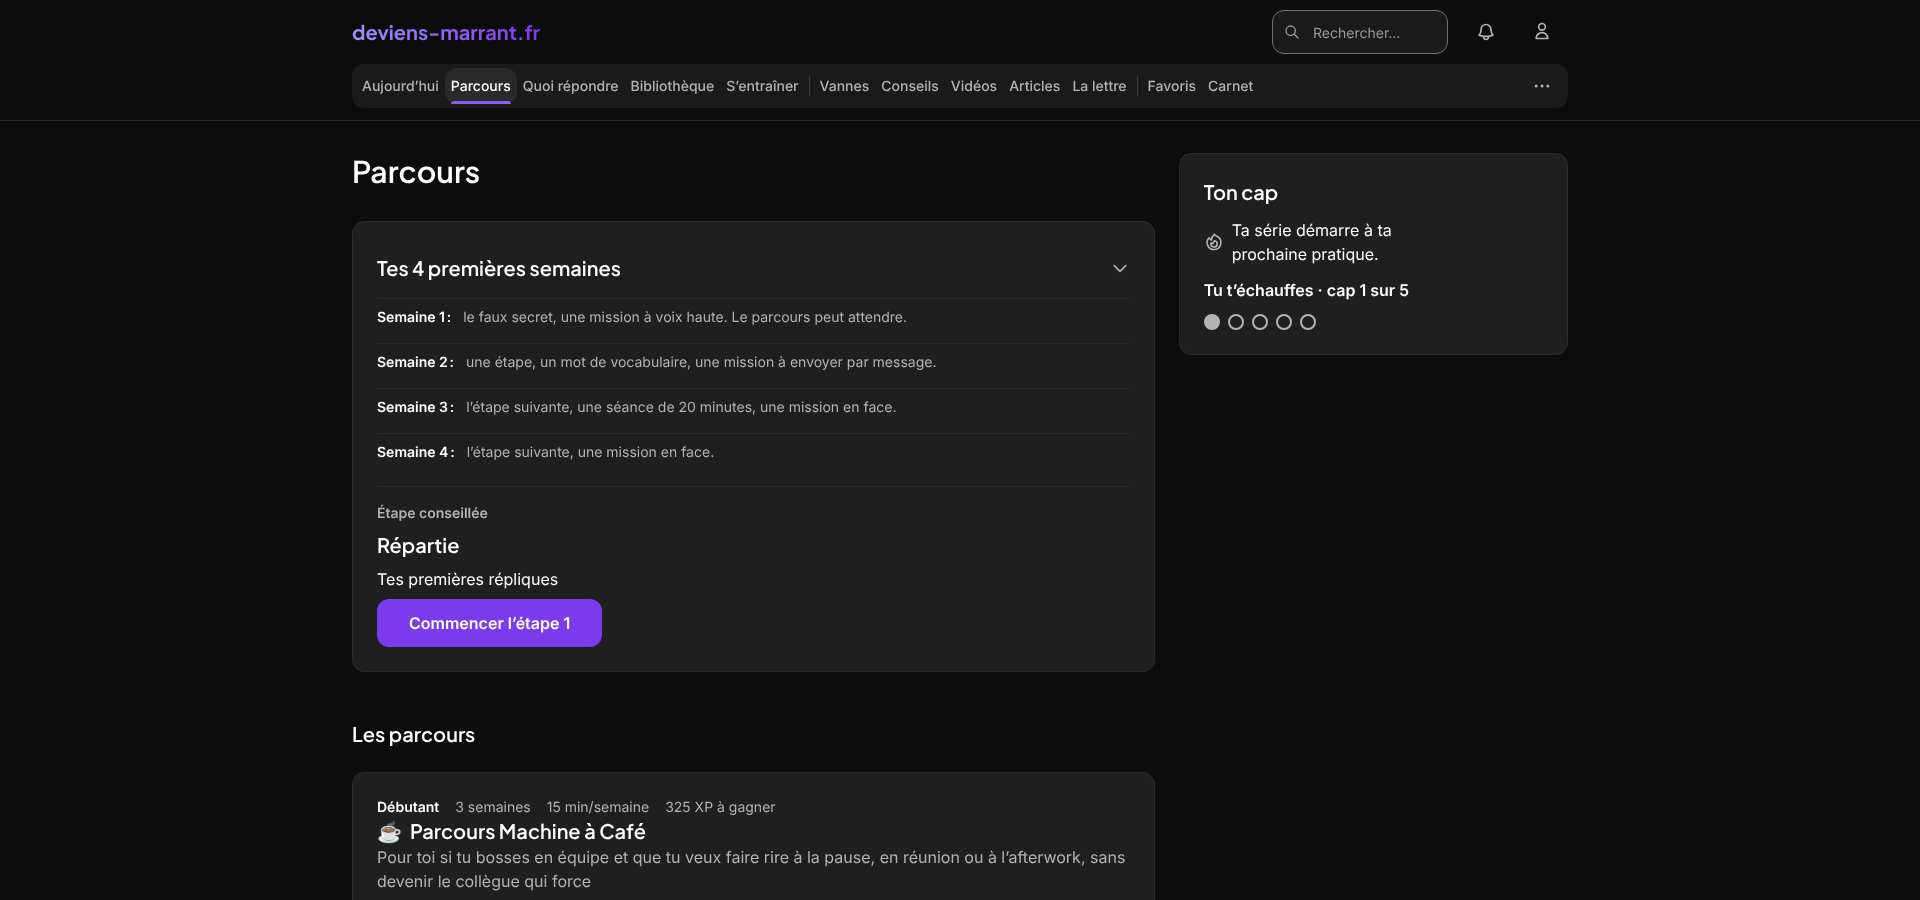 deviens-marrant.fr
Rechercher...
Aujourd’hui Parcours Quoi répondre Bibliothèque S’entraîner Vannes Conseils Vidéos Articles La lettre Favoris Carnet
Parcours
Tes 4 premières semaines
Semaine 1 : le faux secret, une mission à voix haute. Le parcours peut attendre.
Semaine 2 : une étape, un mot de vocabulaire, une mission à envoyer par message.
Semaine 3 : l’étape suivante, une séance de 20 minutes, une mission en face.
Semaine 4 : l’étape suivante, une mission en face.
Étape conseillée
Répartie
Tes premières répliques
Commencer l’étape 1
Ton cap
Ta série démarre à ta
prochaine pratique.
Tu t’échauffes · cap 1 sur 5
Les parcours
Débutant 3 semaines 15 min/semaine 325 XP à gagner
Parcours Machine à Café
Pour toi si tu bosses en équipe et que tu veux faire rire à la pause, en réunion ou à l’afterwork, sans
devenir le collègue qui force